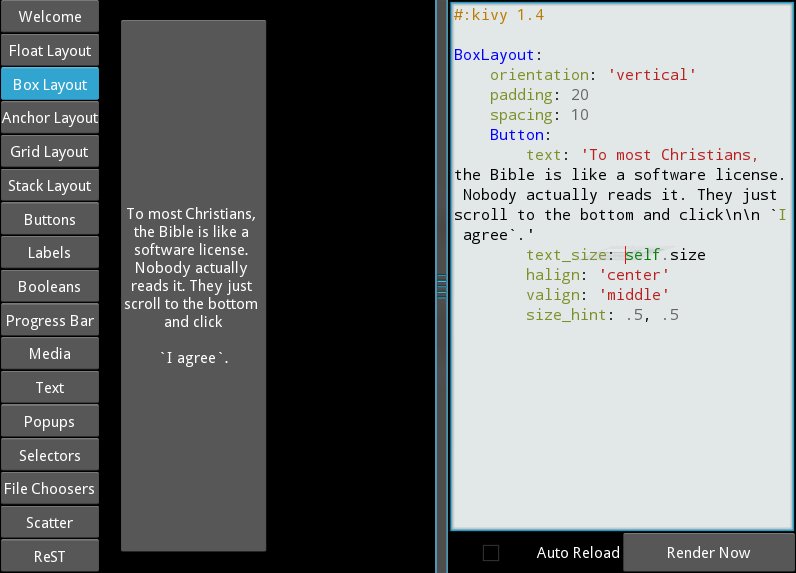 Welcome
Float Layout
Box Layout
Anchor Layout
Grid Layout
Stack Layout
Buttons
Labels
Booleans
Progress Bar
Media
Text
Popups
Selectors
File Choosers
Scatter
ReST
To most Christians,
the Bible is like a
software license.
Nobody actually
reads it. They just
scroll to the bottom
and click
`I agree`.
#:kivy 1.4
BoxLayout:
    orientation: 'vertical'
    padding: 20
    spacing: 10
    Button:
        text: 'To most Christians,
the Bible is like a software license.
 Nobody actually reads it. They just
scroll to the bottom and click\n\n `I
 agree`.'
        text_size: self.size
        halign: 'center'
        valign: 'middle'
        size_hint: .5, .5
Auto Reload
Render Now